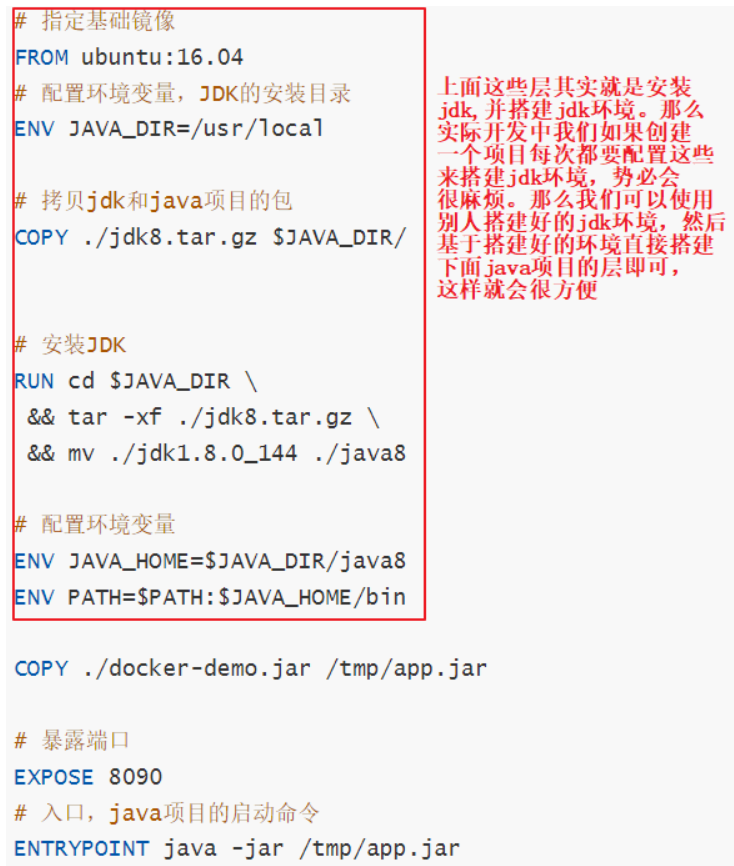 # 指定基础镜像
FROM ubuntu:16.04
# 配置环境变量，JDK的安装目录
ENV JAVA_DIR=/usr/local
# 拷贝jdk和java项目的包
COPY ./jdk8.tar.gz $JAVA_DIR/
# 安装JDK
RUN cd $JAVA_DIR \
 && tar -xf ./jdk8.tar.gz \
 && mv ./jdk1.8.0_144 ./java8
# 配置环境变量
ENV JAVA_HOME=$JAVA_DIR/java8
ENV PATH=$PATH:$JAVA_HOME/bin
COPY ./docker-demo.jar /tmp/app.jar
# 暴露端口
EXPOSE 8090
# 入口，java项目的启动命令
ENTRYPOINT java -jar /tmp/app.jar
上面这些层其实就是安装
jdk,并搭建jdk环境。那么
实际开发中我们如果创建
一个项目每次都要配置这些
来搭建jdk环境，势必会
很麻烦。那么我们可以使用
别人搭建好的jdk环境，然后
基于搭建好的环境直接搭建
下面java项目的层即可，
这样就会很方便